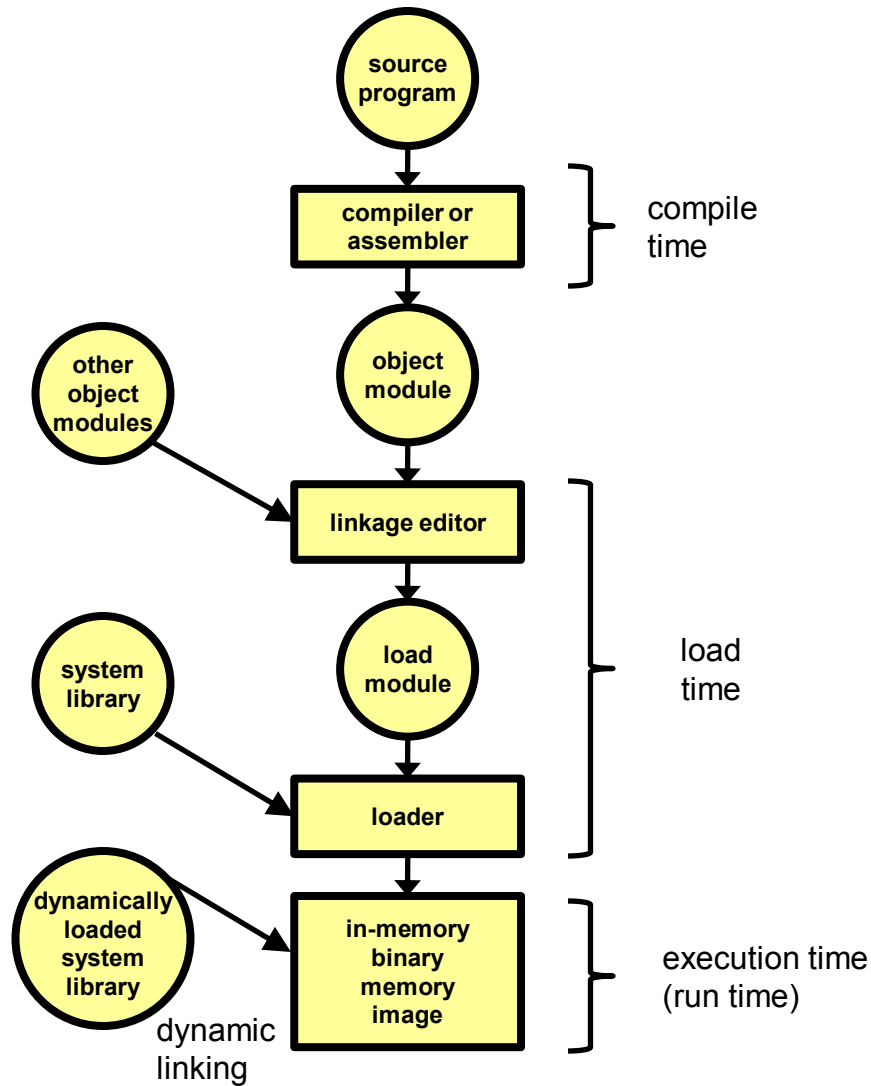 source
program
compiler or
assembler
compile
time
other
object
modules
object
module
linkage editor
system
library
load
module
load
time
loader
dynamically
loaded
system
library
in-memory
binary
memory
image
execution time
(run time)
dynamic
linking